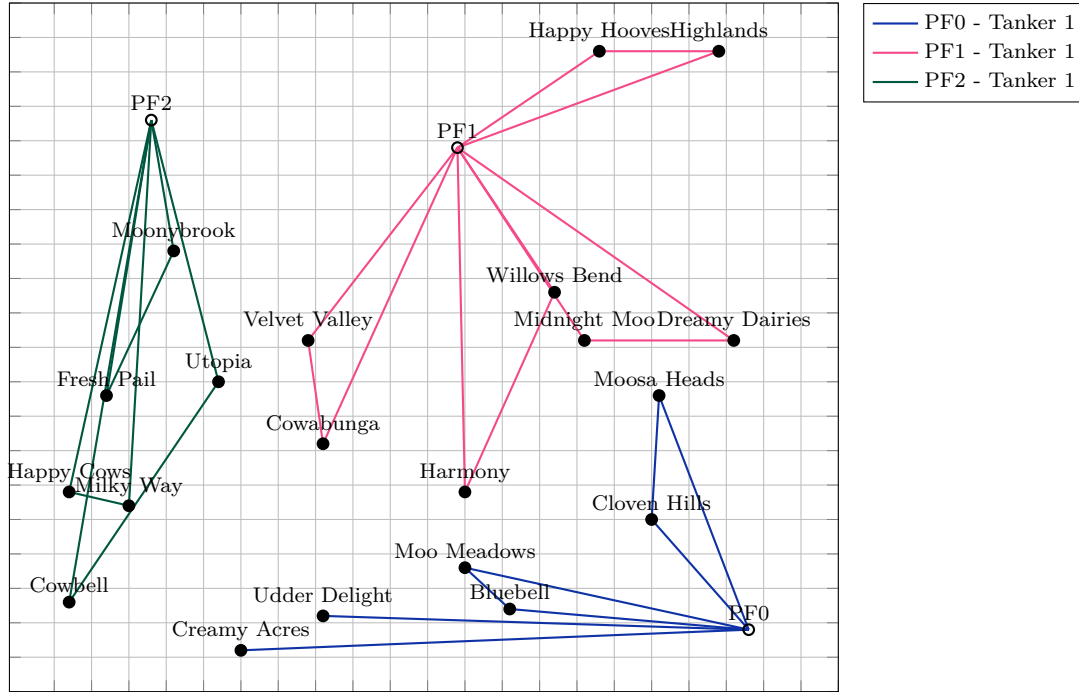 Happy Hooves
Highlands
PF0 - Tanker 1
PF1 - Tanker 1
PF2 - Tanker 1
PF2
PF1
Moonybrook
Willows Bend
Velvet Valley
Midnight Moo
Dreamy Dairies
Utopia
Fresh Pail
Moosa Heads
Cowabunga
Happy Cows
Milky Way
Harmony
Cloven Hills
Moo Meadows
Cowbell
Udder Delight
Bluebell
PF0
Creamy Acres